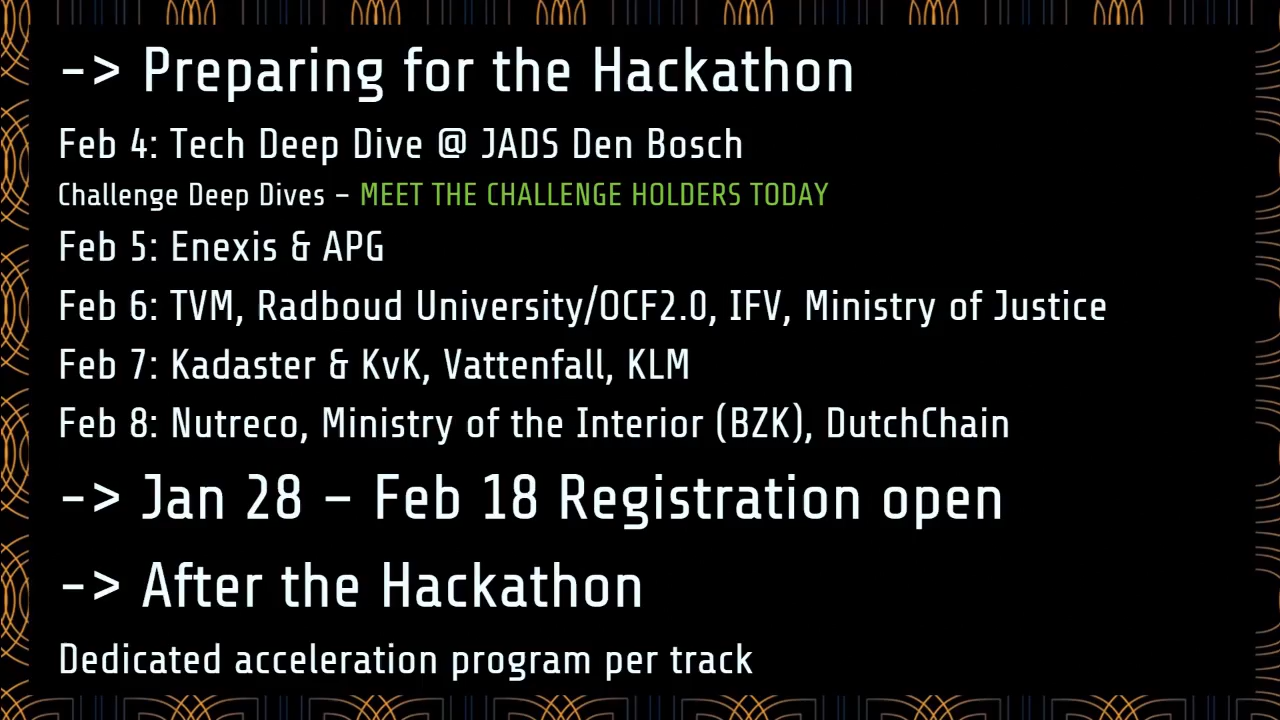 -> Preparing for the Hackathon
Feb 4: Tech Deep Dive @ JADS Den Bosch
Challenge Deep Dives – MEET THE CHALLENGE HOLDERS TODAY
Feb 5: Enexis & APG
Feb 6: TVM, Radboud University/OCF2.0, IFV, Ministry of Justice
Feb 7: Kadaster & KvK, Vattenfall, KLM
Feb 8: Nutreco, Ministry of the Interior (BZK), DutchChain
-> Jan 28 – Feb 18 Registration open
-> After the Hackathon
Dedicated acceleration program per track